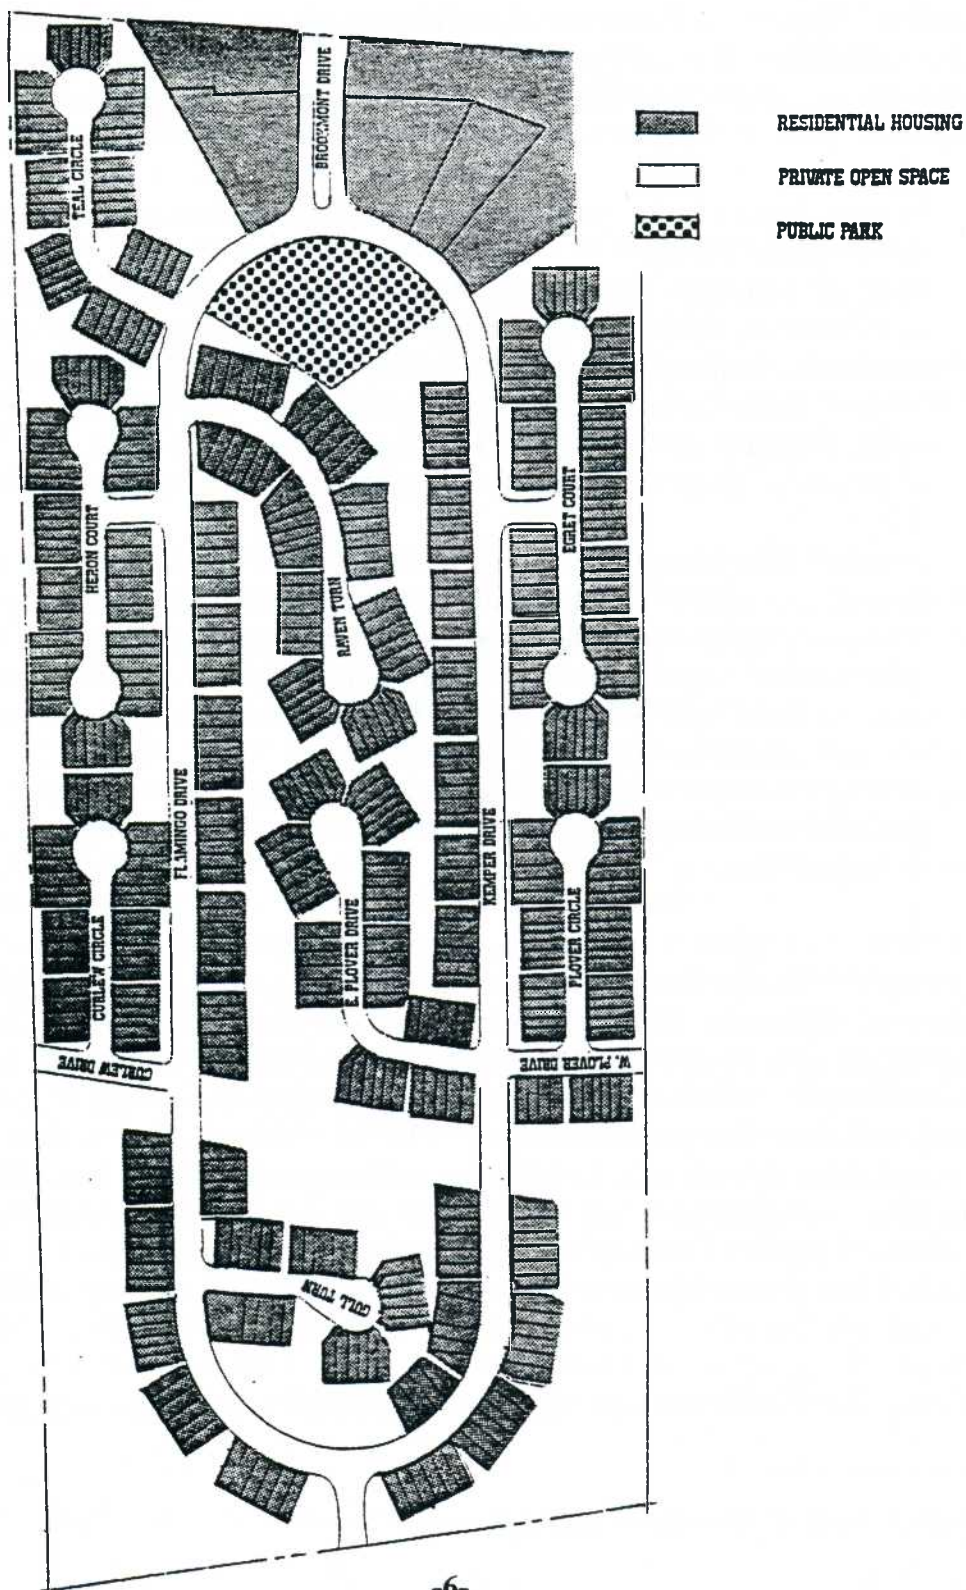 BROOKMONT DRIVE
RESIDENTIAL HOUSING
PRIVATE OPEN SPACE
PUBLIC PARK
TEAL CIRCLE
HERON COURT
EGRET COURT
RAVEN TURN
FLAMINGO DRIVE
KEMPER DRIVE
CURLEW CIRCLE
E. PLOVER DRIVE
PLOVER CIRCLE
CURLEW DRIVE
W. PLOVER DRIVE
GULL TURN
-6-